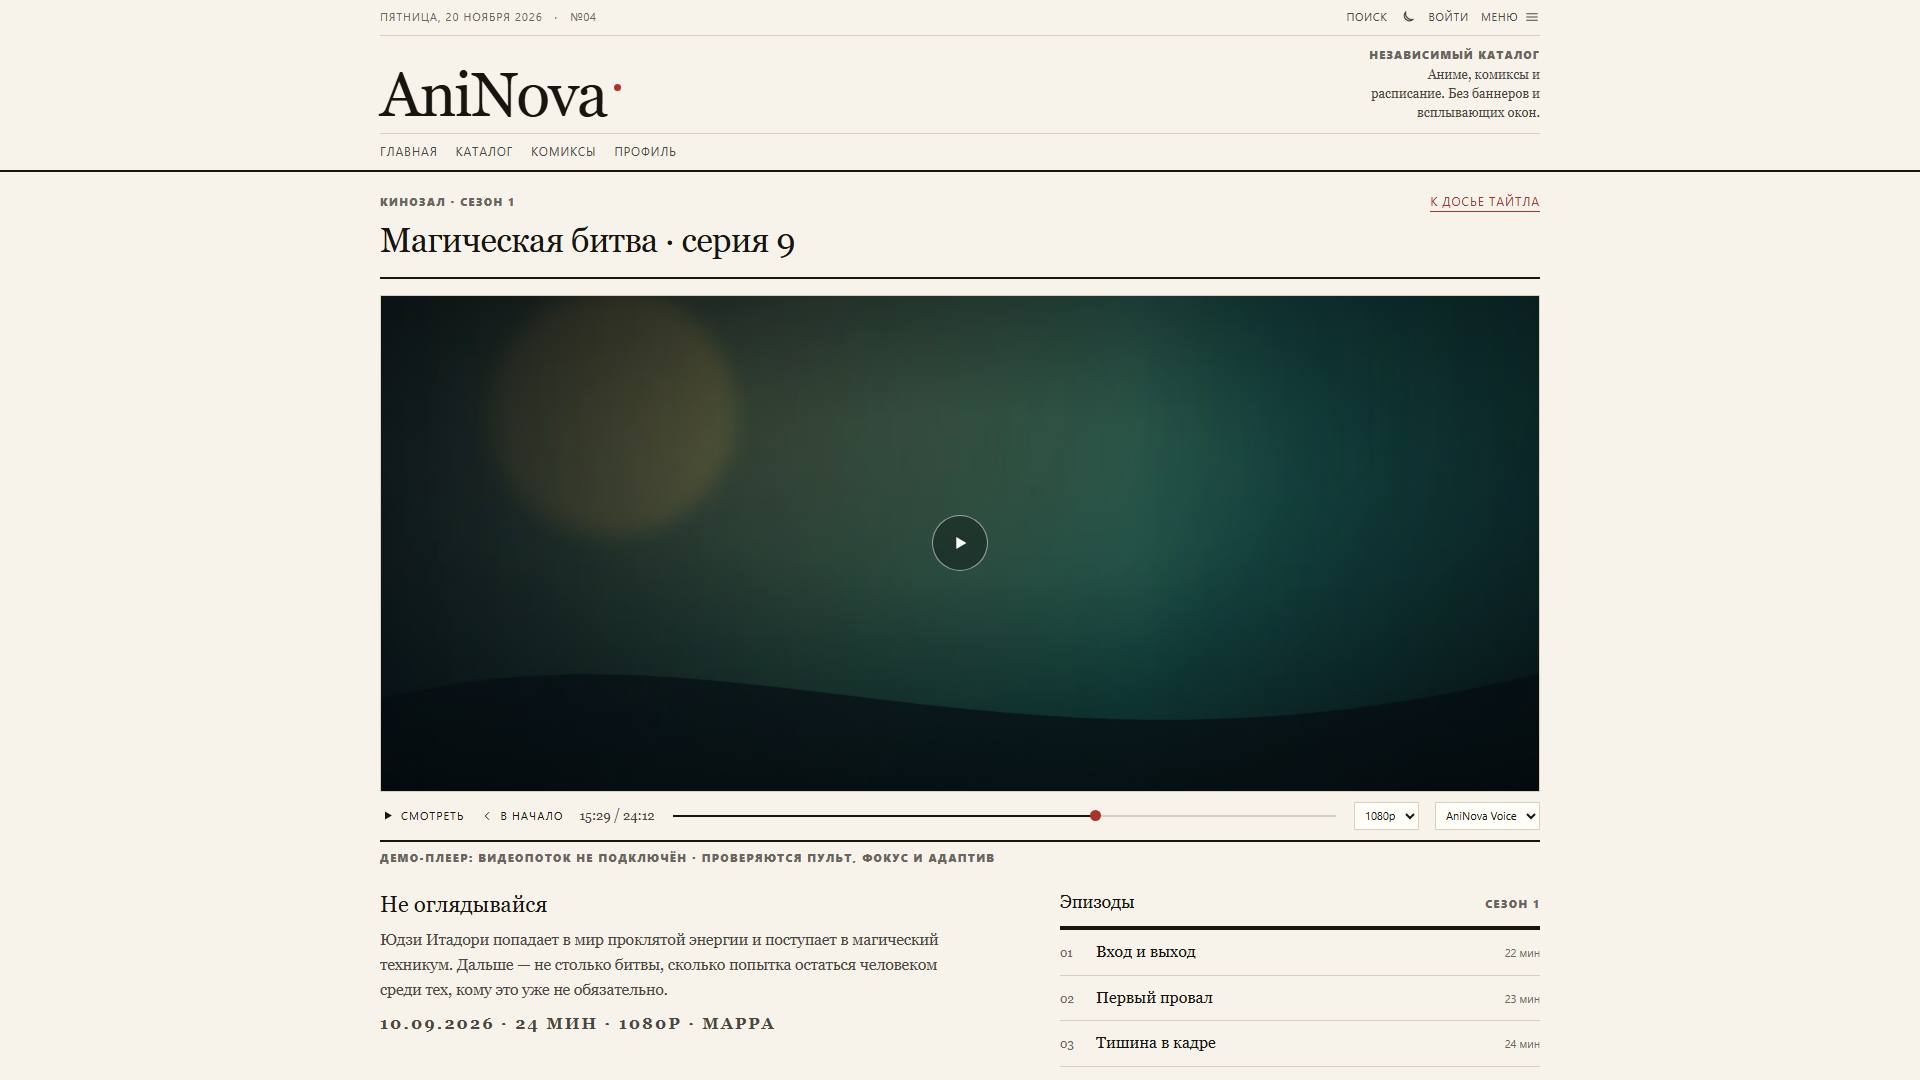 ПЯТНИЦА, 20 НОЯБРЯ 2026 · №04
ПОИСК ВОЙТИ МЕНЮ
AniNova
НЕЗАВИСИМЫЙ КАТАЛОГ
Аниме, комиксы и
расписание. Без баннеров и
всплывающих окон.
ГЛАВНАЯ КАТАЛОГ КОМИКСЫ ПРОФИЛЬ
КИНОЗАЛ · СЕЗОН 1
К ДОСЬЕ ТАЙТЛА
Магическая битва · серия 9
СМОТРЕТЬ В НАЧАЛО 15:29 / 24:12 1080p AniNova Voice
ДЕМО-ПЛЕЕР: ВИДЕОПОТОК НЕ ПОДКЛЮЧЁН · ПРОВЕРЯЮТСЯ ПУЛЬТ, ФОКУС И АДАПТИВ
Не оглядывайся
Юдзи Итадори попадает в мир проклятой энергии и поступает в магический
техникум. Дальше — не столько битвы, сколько попытка остаться человеком
среди тех, кому это уже не обязательно.
10.09.2026 · 24 МИН · 1080P · MAPPA
Эпизоды СЕЗОН 1
01 Вход и выход 22 мин
02 Первый провал 23 мин
03 Тишина в кадре 24 мин